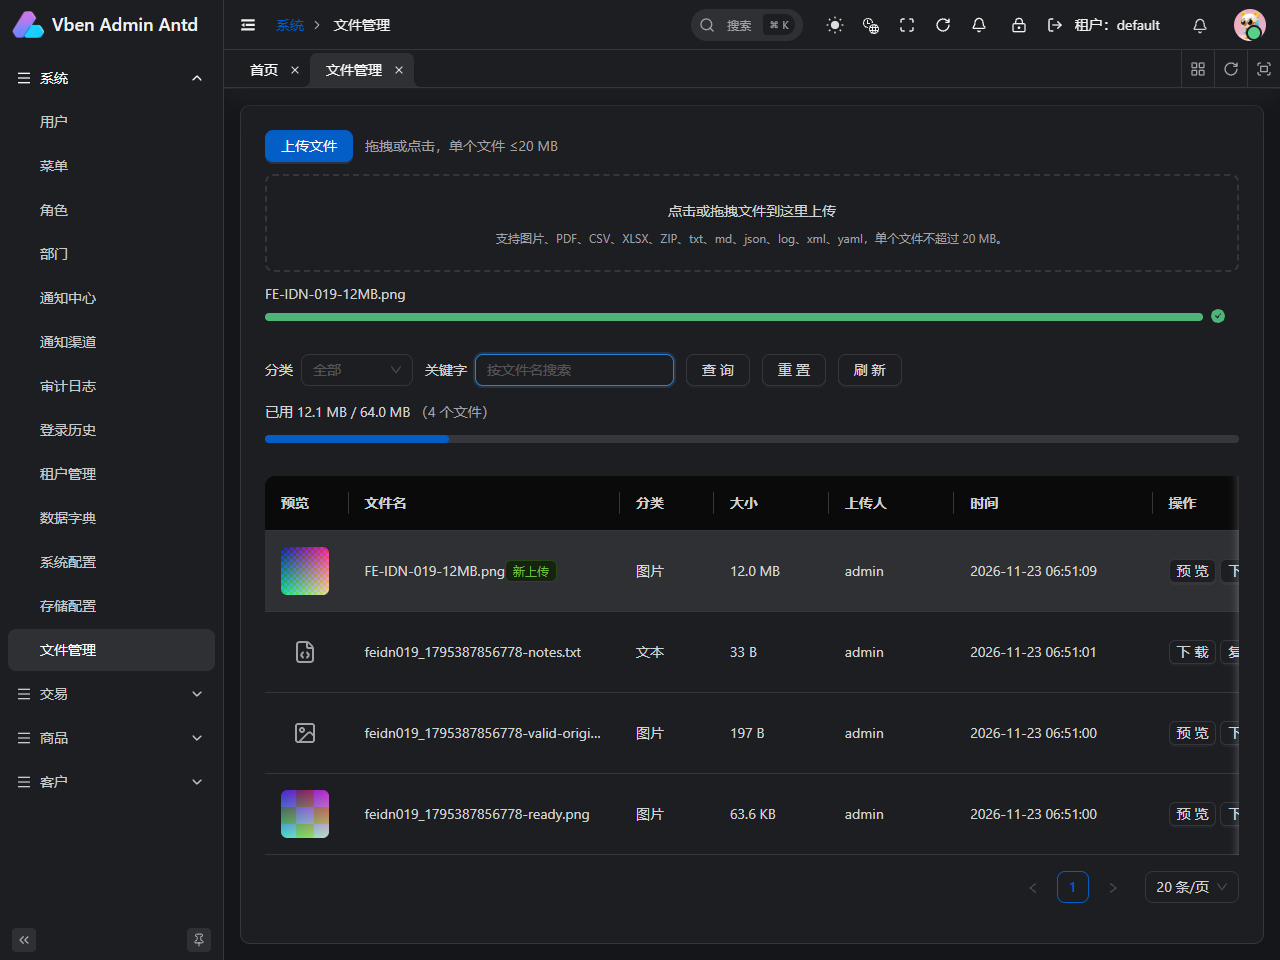 Vben Admin Antd
系统 文件管理
搜索 ⌘ K
租户：default
首页 文件管理
系统
用户
菜单
角色
部门
通知中心
通知渠道
审计日志
登录历史
租户管理
数据字典
系统配置
存储配置
文件管理
交易
商品
客户
上传文件 拖拽或点击，单个文件 ≤20 MB
点击或拖拽文件到这里上传
支持图片、PDF、CSV、XLSX、ZIP、txt、md、json、log、xml、yaml，单个文件不超过 20 MB。
FE-IDN-019-12MB.png
分类 全部 关键字 按文件名搜索 查 询 重 置 刷 新
已用 12.1 MB / 64.0 MB （4 个文件）
预览 文件名 分类 大小 上传人 时间 操作
FE-IDN-019-12MB.png 新上传 图片 12.0 MB admin 2026-11-23 06:51:09 预 览 下
feidn019_1795387856778-notes.txt 文本 33 B admin 2026-11-23 06:51:01 下 载 复
feidn019_1795387856778-valid-origi... 图片 197 B admin 2026-11-23 06:51:00 预 览 下
feidn019_1795387856778-ready.png 图片 63.6 KB admin 2026-11-23 06:51:00 预 览 下
1 20 条/页